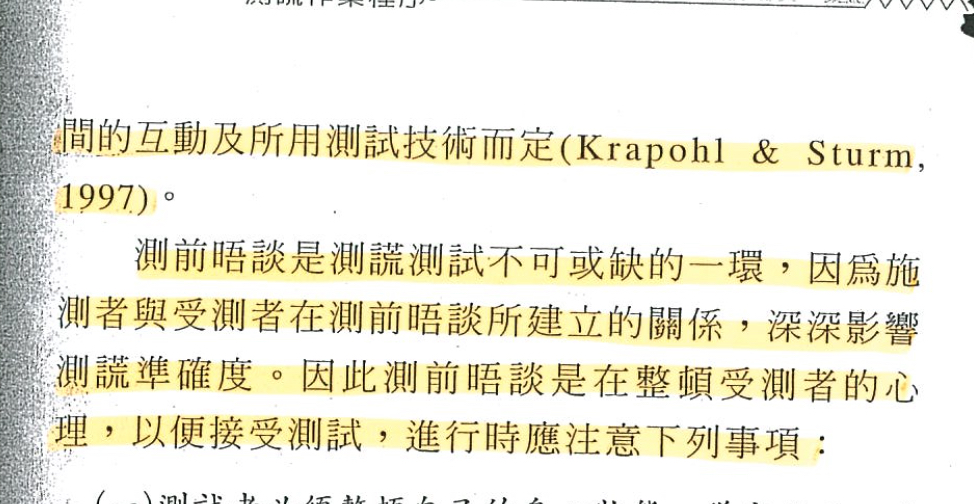 間的互動及所用測試技術而定(Krapohl & Sturm,
1997)。
測前晤談是測謊測試不可或缺的一環，因爲施
測者與受測者在測前晤談所建立的關係，深深影響
測謊準確度。因此測前晤談是在整頓受測者的心
理，以便接受測試，進行時應注意下列事項：